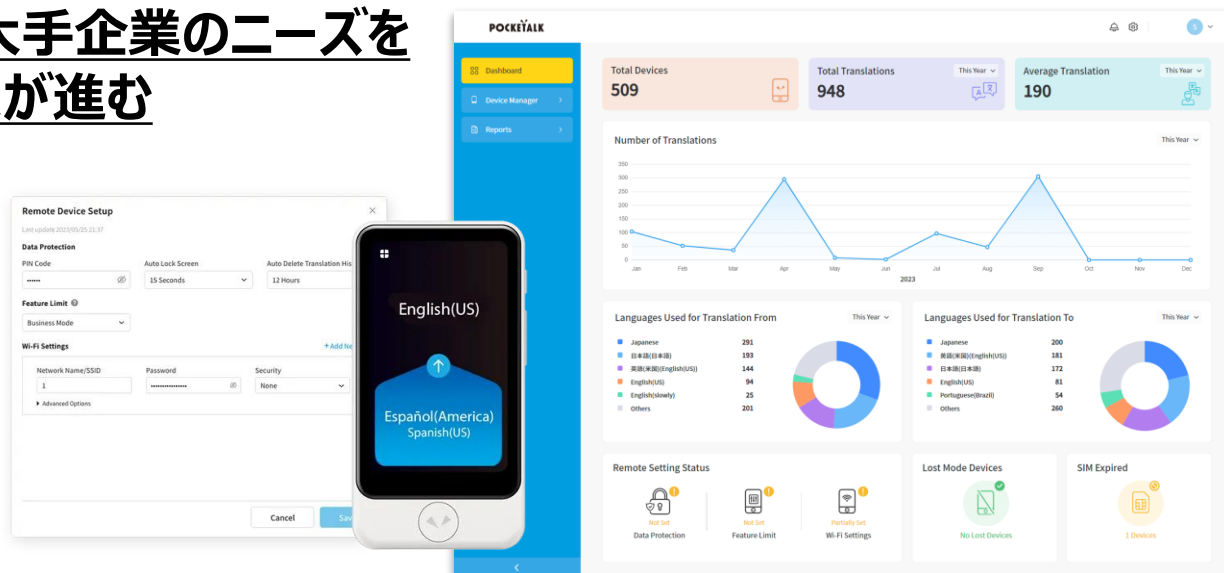 大手企業のニーズを
が進む
POCKETALK
S
Dashboard
Device Manager
Reports
Total Devices
509
Total Translations
This Year
948
Average Translation
This Year
190
Number of Translations
This Year
350
300
250
200
150
100
50
0
Jan Feb Mar Apr May Jun Jul Aug Sep Oct Nov Dec
2023
Languages Used for Translation From
This Year
Japanese 291
日本語(日本語) 193
英語(米国)(English(US)) 144
English(US) 94
English(slowly) 25
Others 201
Languages Used for Translation To
This Year
Japanese 200
英語(米国)(English(US)) 181
日本語(日本語) 172
English(US) 81
Portuguese(Brazil) 54
Others 260
Remote Setting Status
Not Set
Data Protection
Not Set
Feature Limit
Partially Set
Wi-Fi Settings
Lost Mode Devices
No Lost Devices
SIM Expired
1 Devices
Remote Device Setup
Last update 2023/05/25 21:37
Data Protection
PIN Code
Auto Lock Screen
15 Seconds
Auto Delete Translation His
12 Hours
Feature Limit
Business Mode
Wi-Fi Settings
+ Add Ne
Network Name/SSID
1
Password
Security
None
Advanced Options
Cancel
Sav
English(US)
Español(America)
Spanish(US)